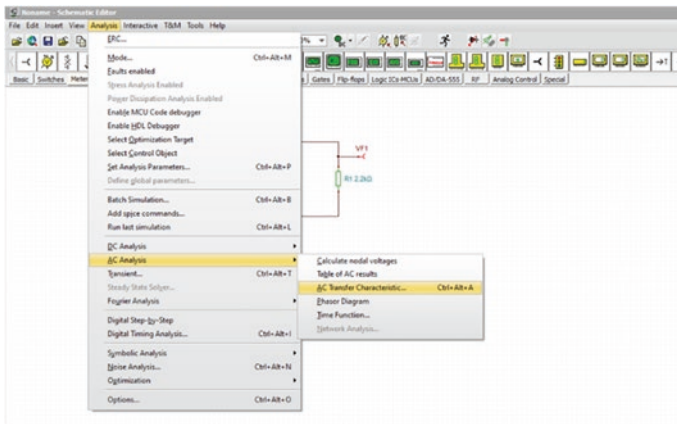 Noname - Schematic Editor
File Edit Insert View Analysis Interactive T&M Tools Help
ERC...
Mode... Ctrl+Alt+M
Faults enabled
Stress Analysis Enabled
Power Dissipation Analysis Enabled
Enable MCU Code debugger
Enable HDL Debugger
Select Optimization Target
Select Control Object
Set Analysis Parameters... Ctrl+Alt+P
Define global parameters...
Batch Simulation... Ctrl+Alt+B
Add spice commands...
Run last simulation Ctrl+Alt+L
DC Analysis
AC Analysis
Transient... Ctrl+Alt+T
Steady State Solver...
Fourier Analysis
Digital Step-by-Step
Digital Timing Analysis... Ctrl+Alt+I
Symbolic Analysis
Noise Analysis... Ctrl+Alt+N
Optimization
Options... Ctrl+Alt+O
Calculate nodal voltages
Table of AC results
AC Transfer Characteristic... Ctrl+Alt+A
Phasor Diagram
Time Function...
Network Analysis...
Basic Switches Meter
Gates Flip-flops Logic ICs-MCUs AD/DA-555 RF Analog Control Special
VF1
R1 2.2kΩ